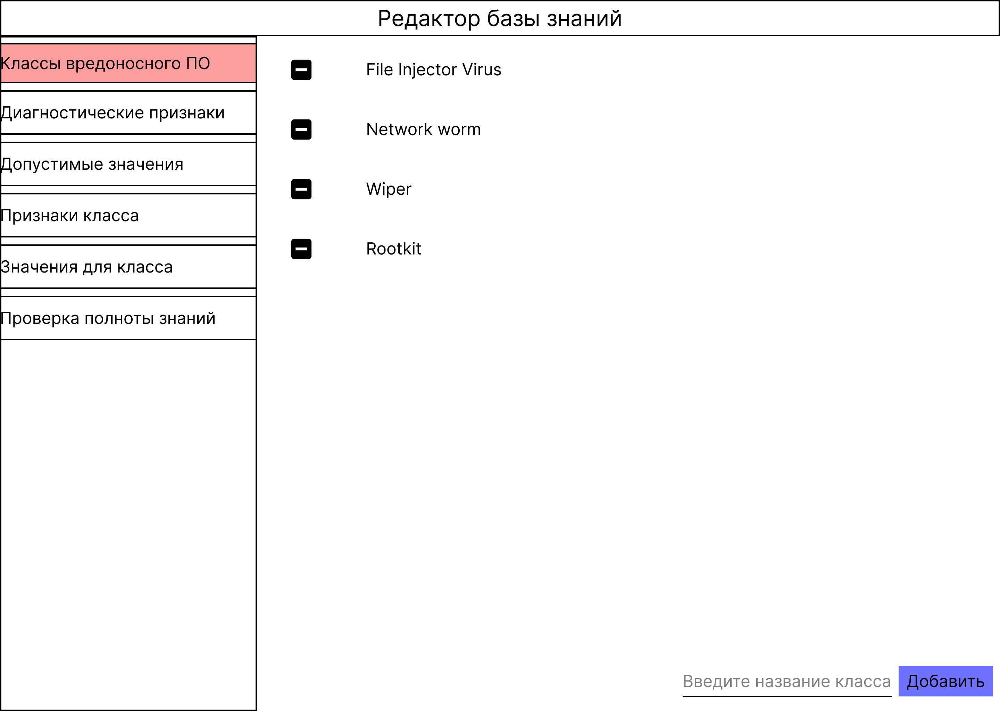 Редактор базы знаний
Классы вредоносного ПО
Диагностические признаки
Допустимые значения
Признаки класса
Значения для класса
Проверка полноты знаний
File Injector Virus
Network worm
Wiper
Rootkit
Введите название класса
Добавить